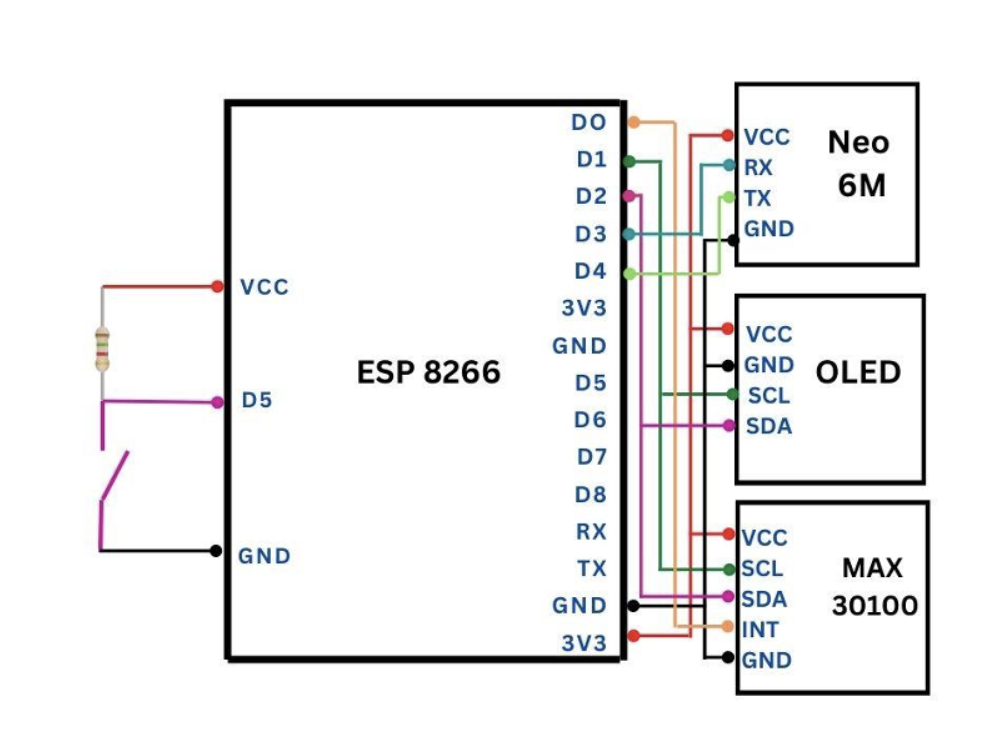 VCC
D5
GND
ESP 8266
DO
D1
D2
D3
D4
3V3
GND
D5
D6
D7
D8
RX
TX
GND
3V3
VCC
RX
TX
GND
Neo
6M
VCC
GND
SCL
SDA
OLED
VCC
SCL
SDA
INT
GND
MAX
30100